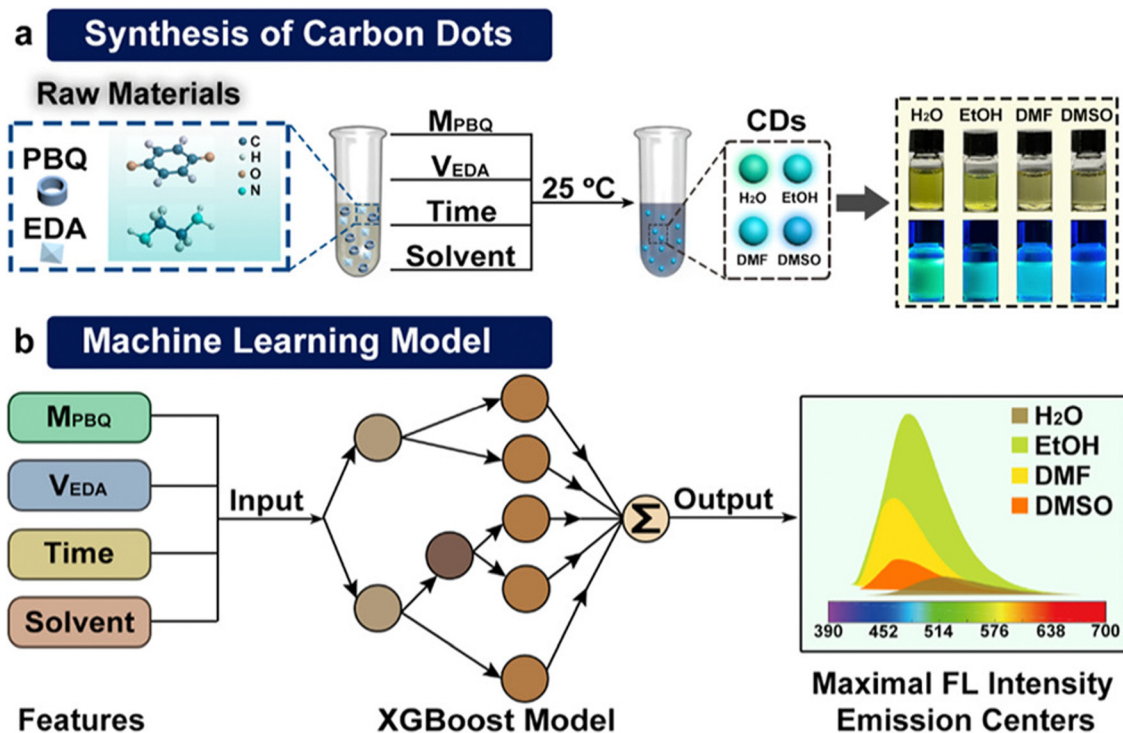 a Synthesis of Carbon Dots
Raw Materials
PBQ
EDA
C
H
O
N
MPBQ
VEDA
Time
Solvent
25 ºC
CDs
H2O EtOH
DMF DMSO
H2O EtOH DMF DMSO
b Machine Learning Model
MPBQ
VEDA
Time
Solvent
Features
Input
Σ
XGBoost Model
Output
H2O
EtOH
DMF
DMSO
390 452 514 576 638 700
Maximal FL Intensity
Emission Centers